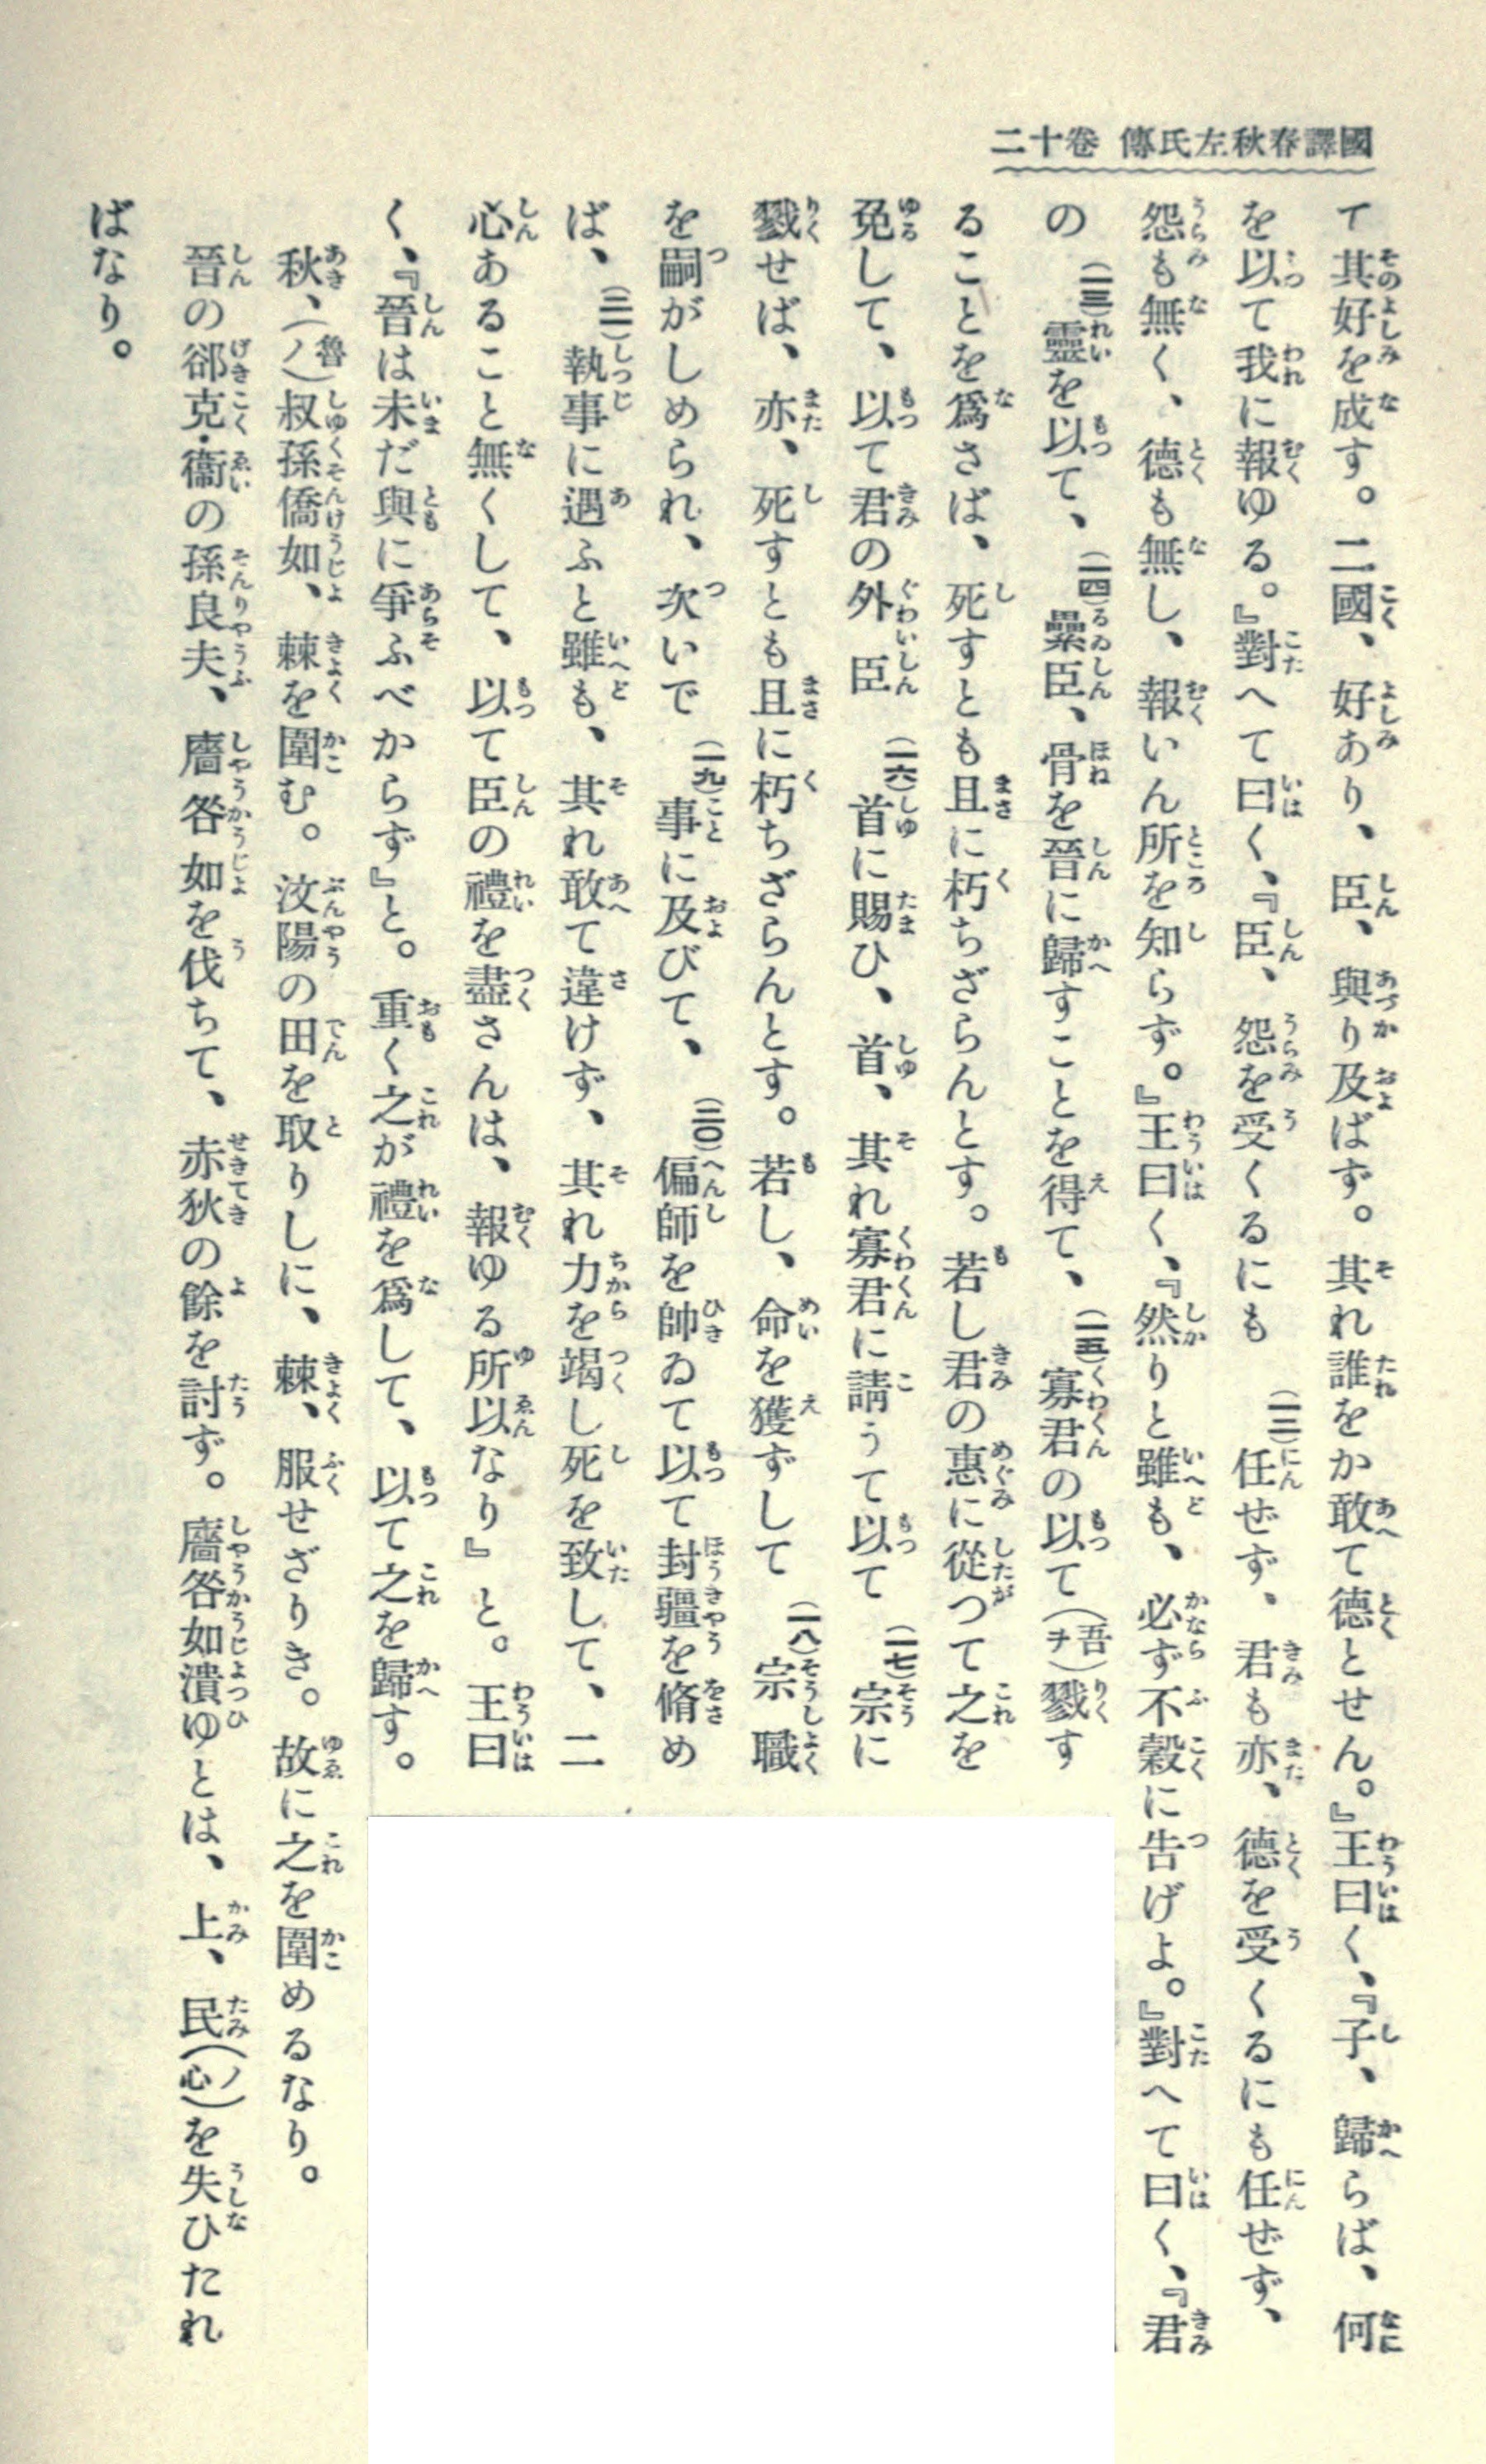 國譯春秋左氏傳 卷十二
て其好を成す。二國、好あり、臣、與り及ばず。其れ誰をか敢て德とせん。』王曰く、『子、歸らば、何
を以て我に報ゆる。』對へて曰く、『臣、怨を受くるにも(一二)任ぜず、君も亦、德を受くるにも任ぜず、
怨も無く、德も無し、報いん所を知らず。』王曰く、『然りと雖も、必ず不穀に告げよ。』對へて曰く、『君
の(一三)靈を以て、(一四)纍臣、骨を晉に歸すことを得て、(一五)寡君の以て(吾ヲ)戮す
ることを爲さば、死すとも且に朽ちざらんとす。若し君の惠に從つて之を
免して、以て君の外臣(一六)首に賜ひ、首、其れ寡君に請うて以て(一七)宗に
戮せば、亦、死すとも且に朽ちざらんとす。若し、命を獲ずして(一八)宗職
を嗣がしめられ、次いで(一九)事に及びて、(二〇)偏師を帥ゐて以て封疆を脩め
ば、(二一)執事に遇ふと雖も、其れ敢て違けず、其れ力を竭し死を致して、二
心あること無くして、以て臣の禮を盡さんは、報ゆる所以なり』と。王曰
く、『晉は未だ與に爭ふべからず』と。重く之が禮を爲して、以て之を歸す。
秋、(魯ノ)叔孫僑如、棘を圍む。汶陽の田を取りしに、棘、服せざりき。故に之を圍めるなり。
晉の郤克・衞の孫良夫、廧咎如を伐ちて、赤狄の餘を討ず。廧咎如潰ゆとは、上、民(ノ心)を失ひたれ
ばなり。